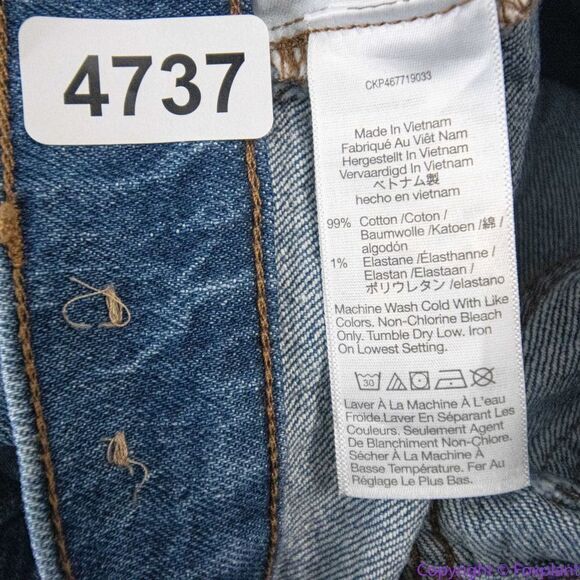 4737
CKP467719033
Made In Vietnam
Fabriqué Au Viêt Nam
Hergestellt In Vietnam
Vervaardigd In Vietnam
ベトナム製
hecho en vietnam
99% Cotton /Coton /
Baumwolle /Katoen /綿 /
algodón
1% Elastane /Élasthanne /
Elastan /Elastaan /
ポリウレタン /elastano
Machine Wash Cold With Like
Colors. Non-Chlorine Bleach
Only. Tumble Dry Low. Iron
On Lowest Setting.
30
Laver À La Machine À L'eau
Froide.Laver En Séparant Les
Couleurs. Seulement Agent
De Blanchiment Non-Chlore.
Sécher À La Machine À
Basse Température. Fer Au
Réglage Le Plus Bas.
Copyright © Foxplant